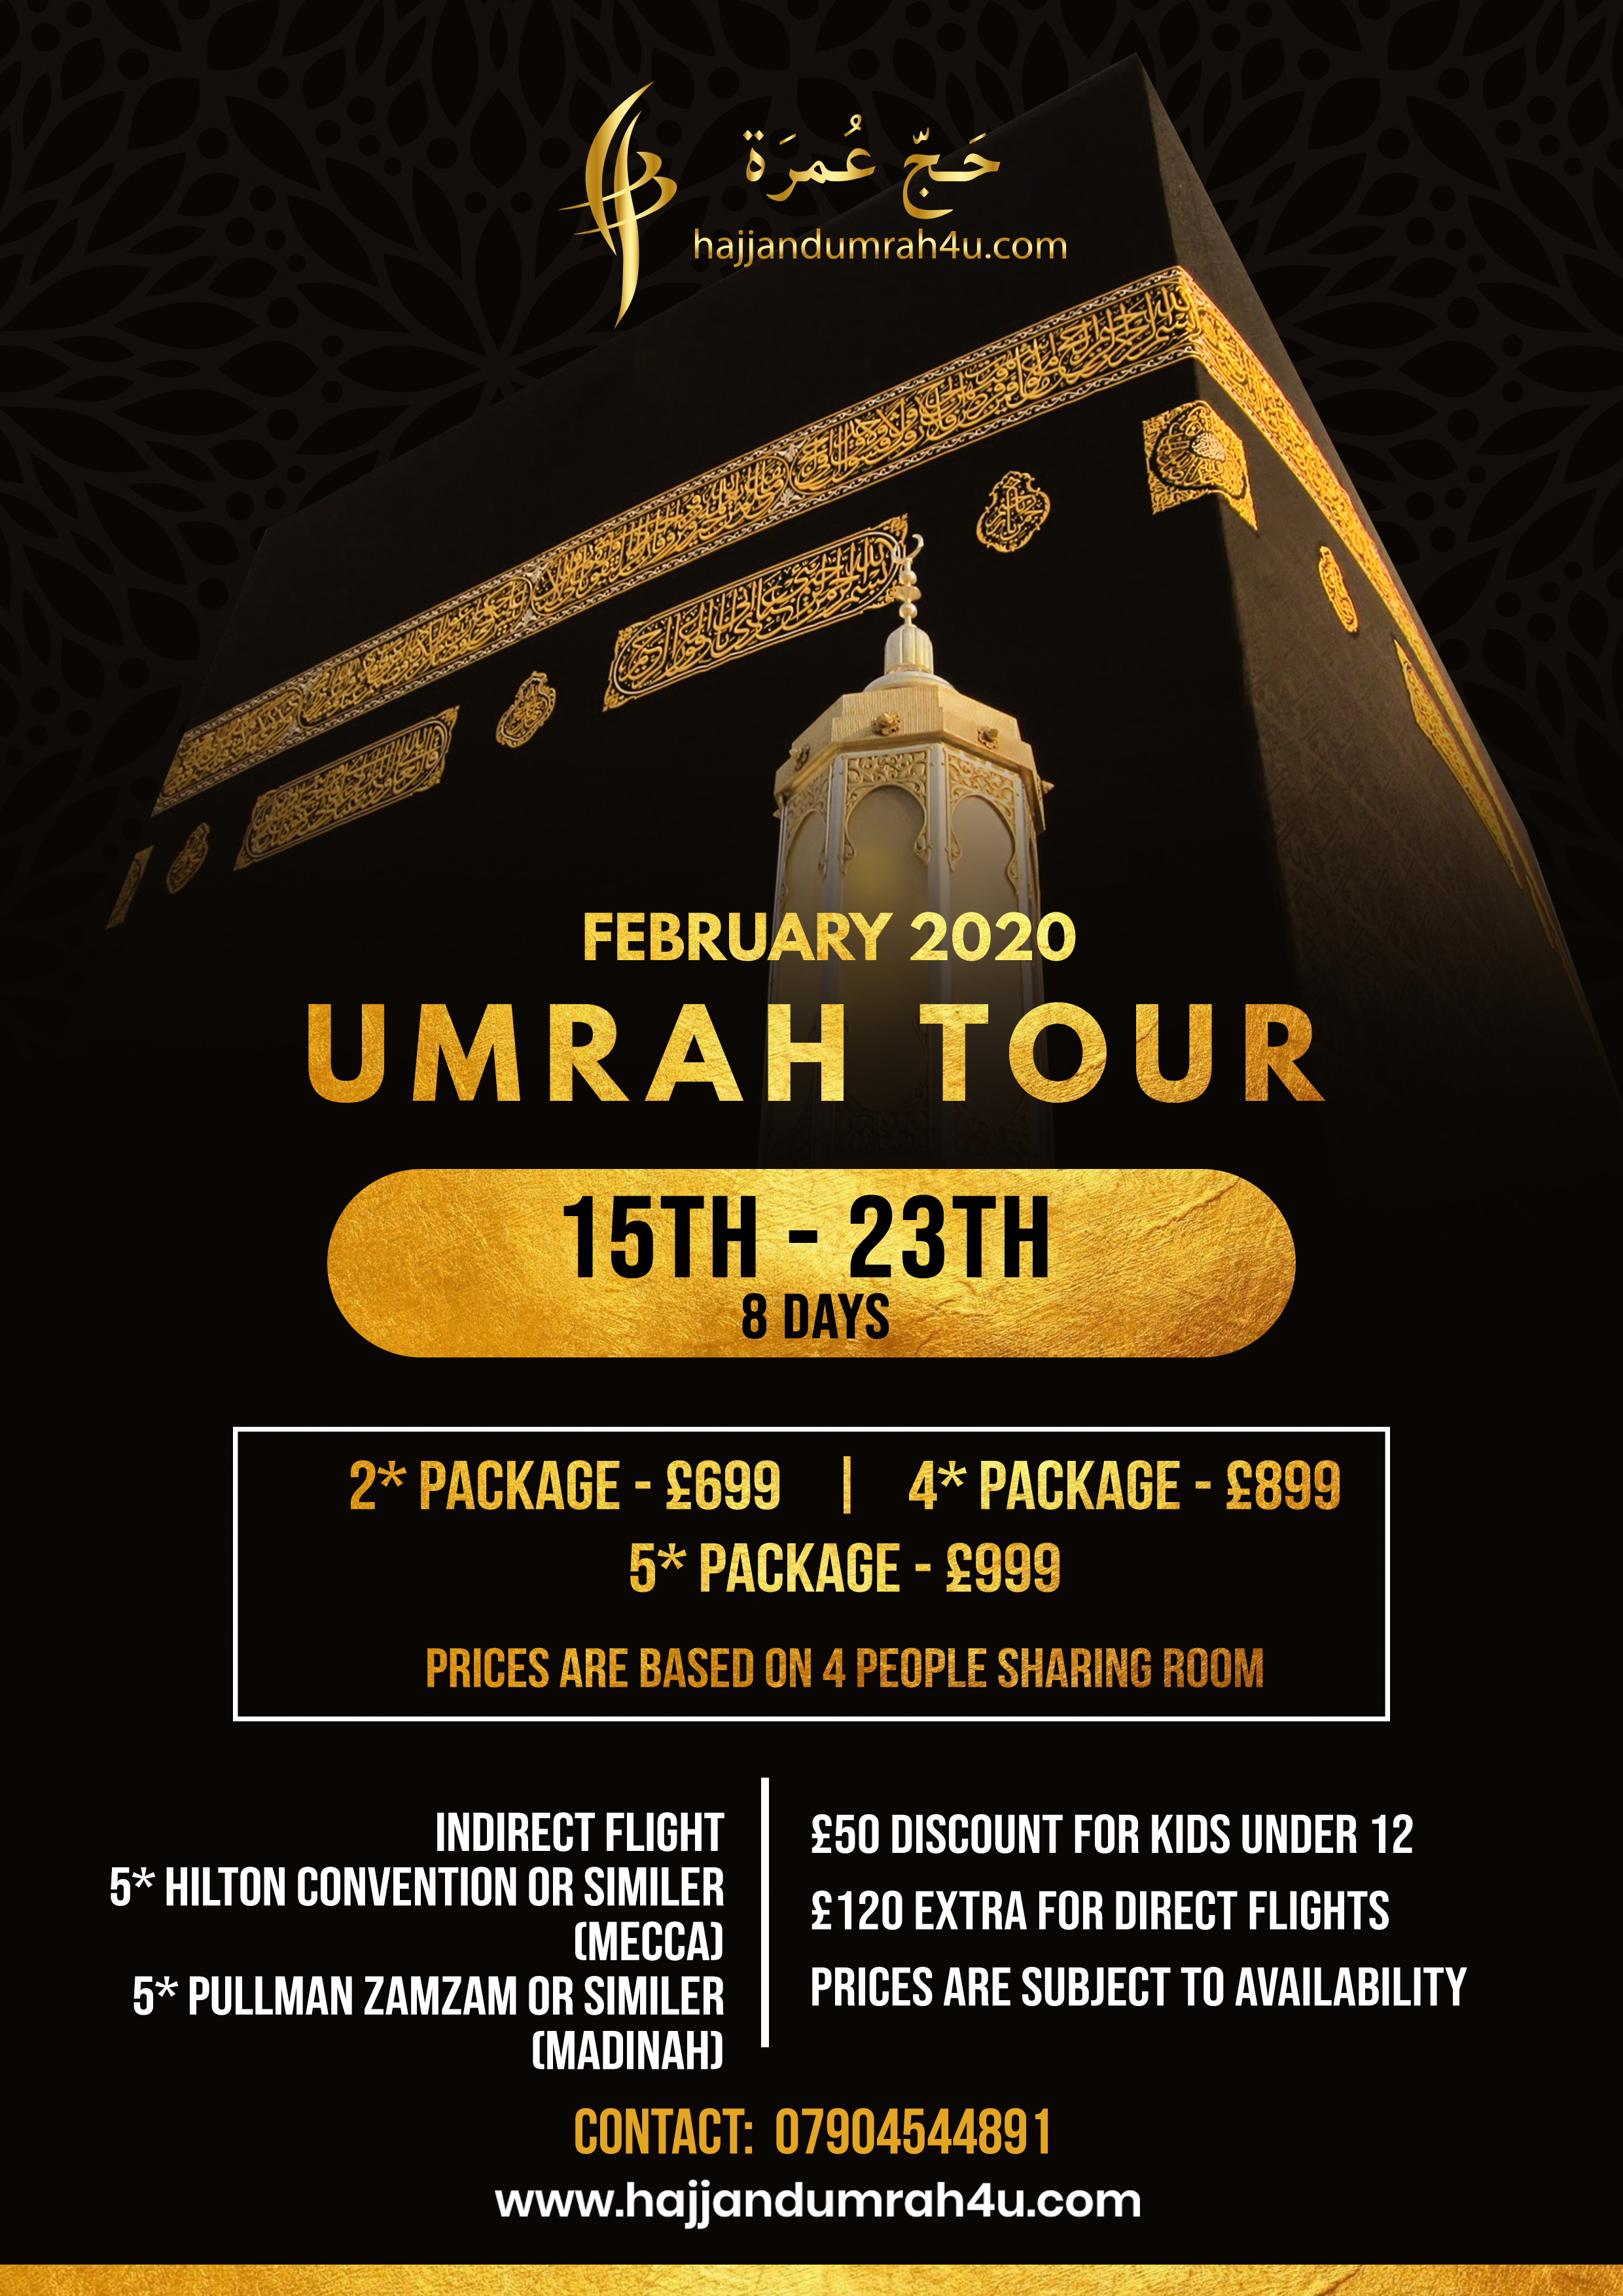 حَجّ عُمرَة
hajjandumrah4u.com
FEBRUARY 2020
UMRAH TOUR
15TH - 23TH
8 DAYS
2* PACKAGE - £699 | 4* PACKAGE - £899
5* PACKAGE - £999
PRICES ARE BASED ON 4 PEOPLE SHARING ROOM
INDIRECT FLIGHT
5* HILTON CONVENTION OR SIMILER
(MECCA)
5* PULLMAN ZAMZAM OR SIMILER
(MADINAH)
£50 DISCOUNT FOR KIDS UNDER 12
£120 EXTRA FOR DIRECT FLIGHTS
PRICES ARE SUBJECT TO AVAILABILITY
CONTACT: 07904544891
www.hajjandumrah4u.com